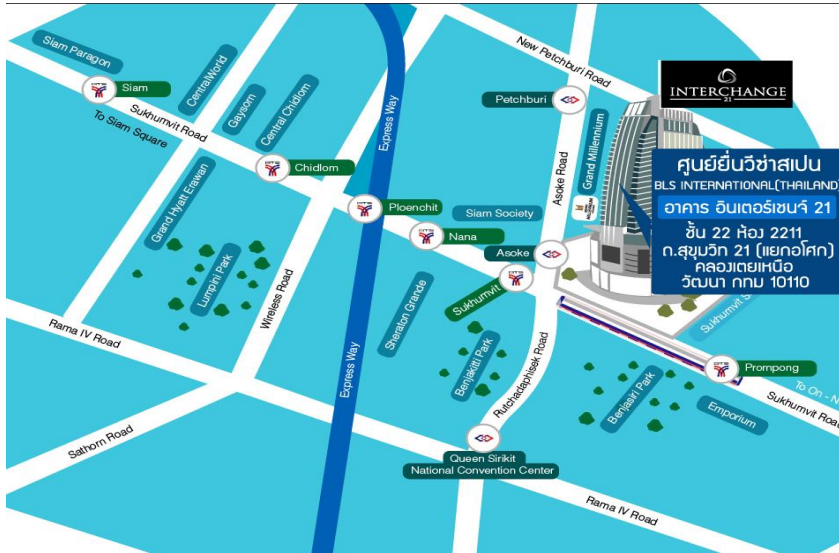 Siam Paragon
Siam
Sukhumvit Road
To Siam Square
CentralWorld
Gaysorn
Central Chidlom
Chidlom
Grand Hyatt Erawan
Lumpini Park
Wireless Road
Express Way
Ploenchit
Nana
Siam Society
New Petchburi Road
Petchburi
Asoke Road
Grand Millennium
INTERCHANGE
21
ศูนย์ยื่นวีซ่าสเปน
BLS INTERNATIONAL(THAILAND)
อาคาร อินเตอร์เชนจ์ 21
ชั้น 22 ห้อง 2211
ถ.สุขุมวิท 21 (แยกอโศก)
คลองเตยเหนือ
วัฒนา กทม 10110
Asoke
Sukhumvit
Sukhumvit S
Sheraton Grande
Benjakitti Park
Rutchadaphisek Road
Benjasiri Park
Prompong
To On - N
Emporium
Sukhumvit Road
Rama IV Road
Sathorn Road
Express Way
Queen Sirikit
National Convention Center
Rama IV Road